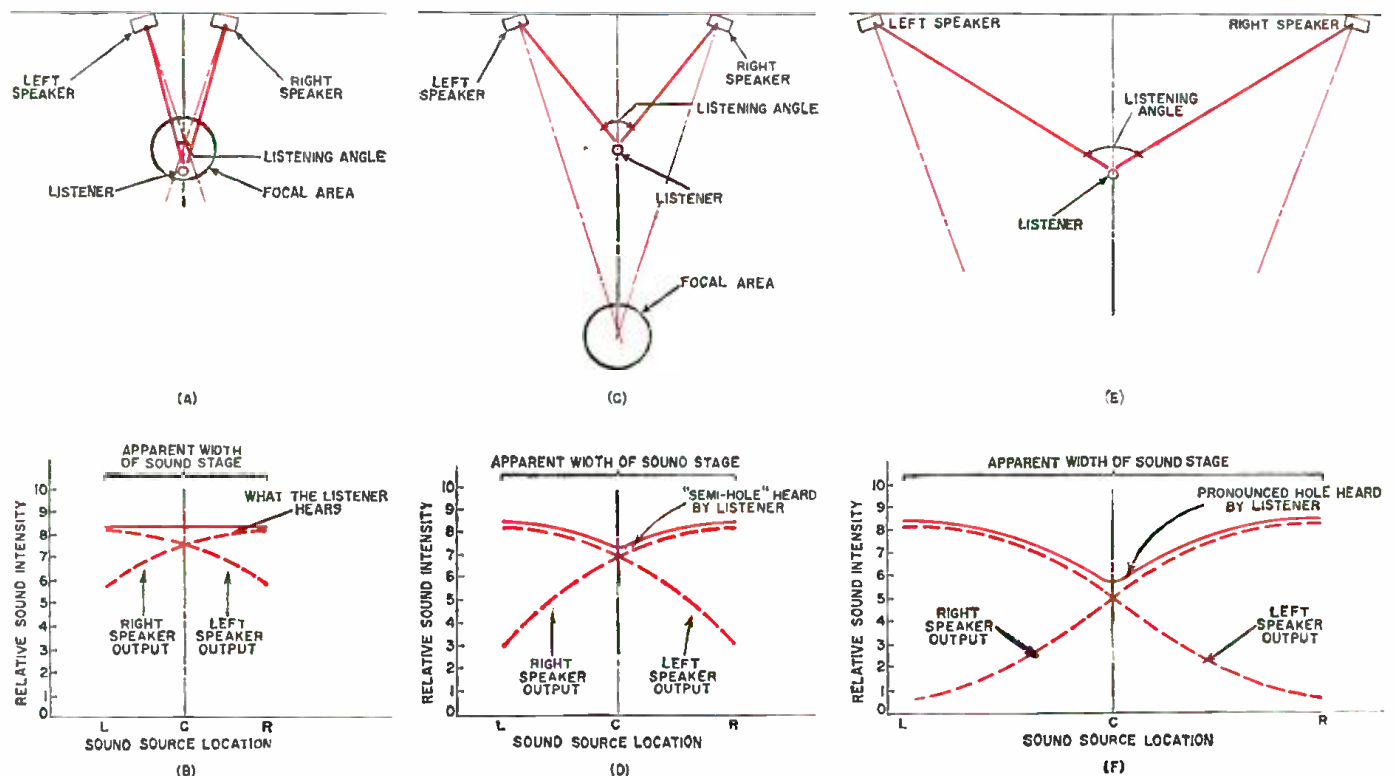 LEFT
SPEAKER
RIGHT
SPEAKER
LISTENING ANGLE
LISTENER
FOCAL AREA
(A)
LEFT
SPEAKER
RIGHT
SPEAKER
LISTENING ANGLE
LISTENER
FOCAL AREA
(C)
LEFT SPEAKER
RIGHT SPEAKER
LISTENING
ANGLE
LISTENER
(E)
APPARENT WIDTH
OF SOUND STAGE
RELATIVE SOUND INTENSITY
10
9
8
7
6
5
4
3
2
1
0
WHAT THE LISTENER
HEARS
RIGHT
SPEAKER
OUTPUT
LEFT
SPEAKER
OUTPUT
L
C
R
SOUND SOURCE LOCATION
(B)
APPARENT WIDTH OF SOUND STAGE
RELATIVE SOUND INTENSITY
10
9
8
7
6
5
4
3
2
1
0
"SEMI-HOLE" HEARD
BY LISTENER
RIGHT
SPEAKER
OUTPUT
LEFT
SPEAKER
OUTPUT
L
C
R
SOUND SOURCE LOCATION
(D)
APPARENT WIDTH OF SOUND STAGE
RELATIVE SOUND INTENSITY
10
9
8
7
6
5
4
3
2
1
0
PRONOUNCED HOLE HEARD
BY LISTENER
RIGHT
SPEAKER
OUTPUT
LEFT
SPEAKER
OUTPUT
L
C
R
SOUND SOURCE LOCATION
(F)